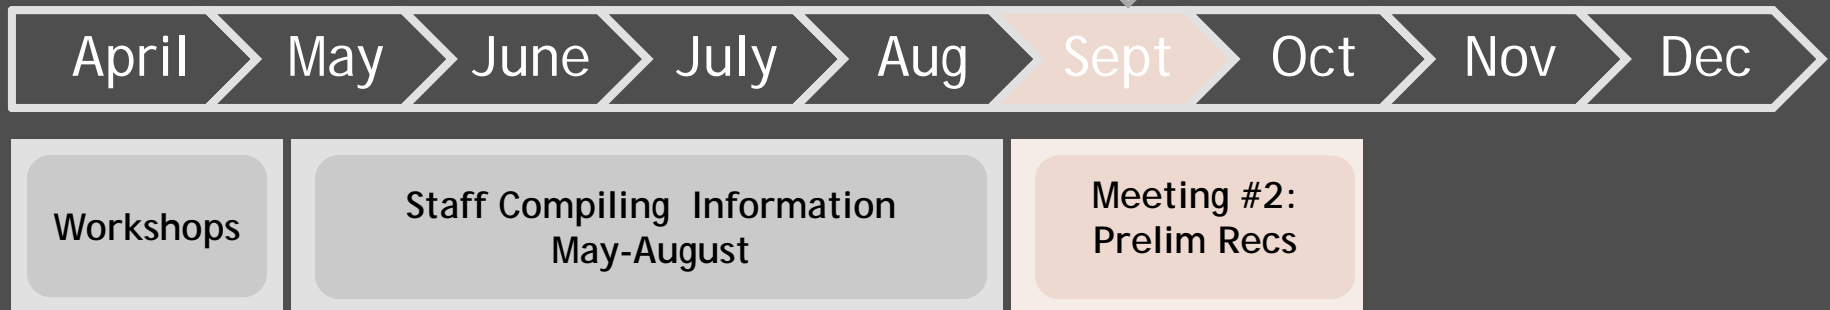 April May June July Aug Sept Oct Nov Dec
Workshops
Staff Compiling Information
May-August
Meeting #2:
Prelim Recs